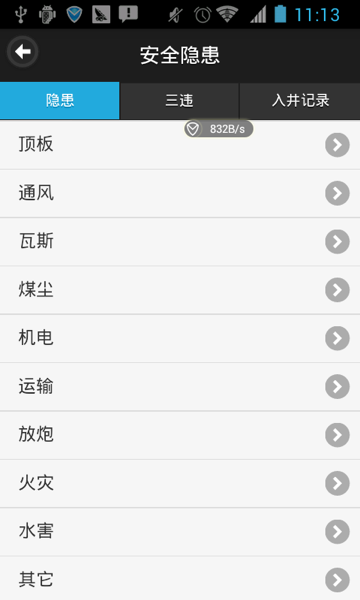 11:13
安全隐患
隐患 三违 入井记录
832B/s
顶板
通风
瓦斯
煤尘
机电
运输
放炮
火灾
水害
其它